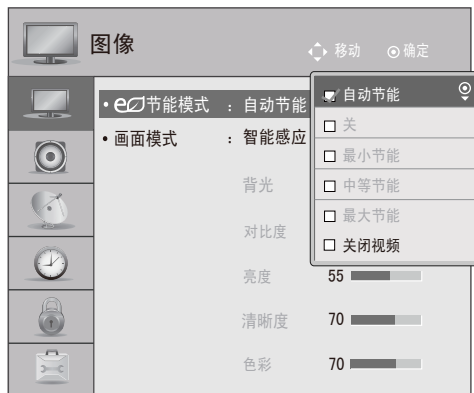 图像
移动 确定
• e节能模式 : 自动节能
• 画面模式 : 智能感应
背光
对比度
亮度 55
清晰度 70
色彩 70
自动节能
关
最小节能
中等节能
最大节能
关闭视频